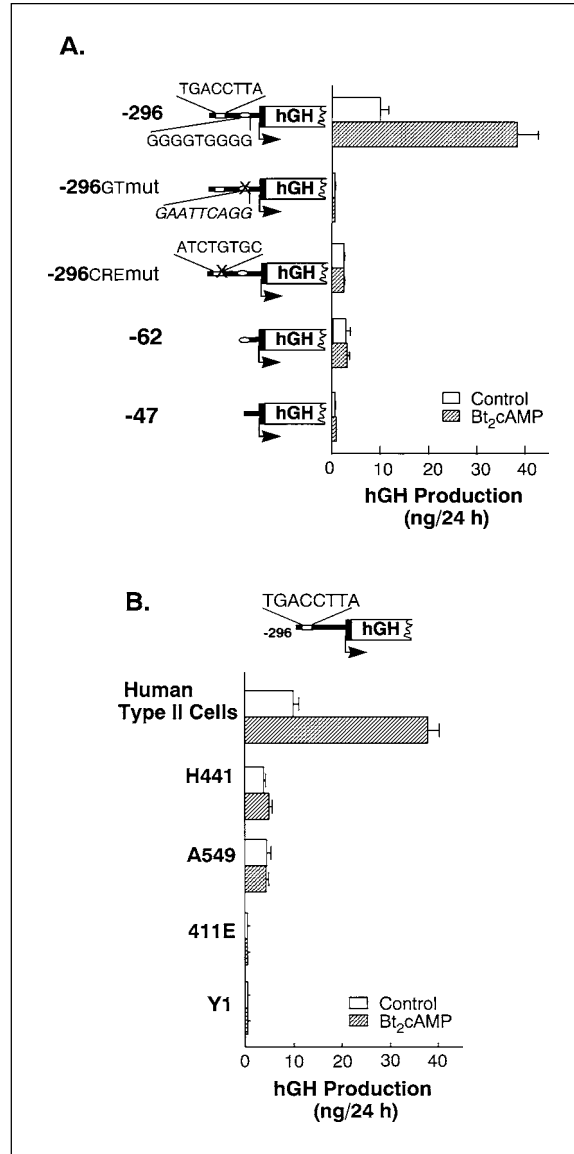 A.
TGACCTTA
-296
hGH
GGGGTGGGG
-296GTmut
hGH
GAATTCAGG
ATCTGTGC
-296CREmut
hGH
-62
hGH
-47
hGH
Control
Bt2cAMP
0 10 20 30 40
hGH Production
(ng/24 h)
B.
TGACCTTA
-296
hGH
Human
Type II Cells
H441
A549
411E
Y1
Control
Bt2cAMP
0 10 20 30 40
hGH Production
(ng/24 h)